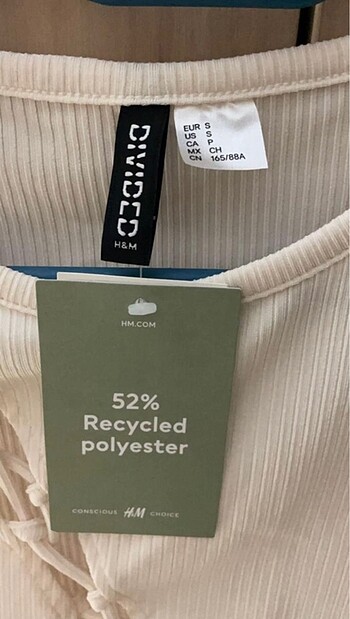 DIVIDED
H&M
EUR S
US S
CA P
MX CH
CN 165/88A
HM.COM
52%
Recycled
polyester
CONSCIOUS H&M CHOICE